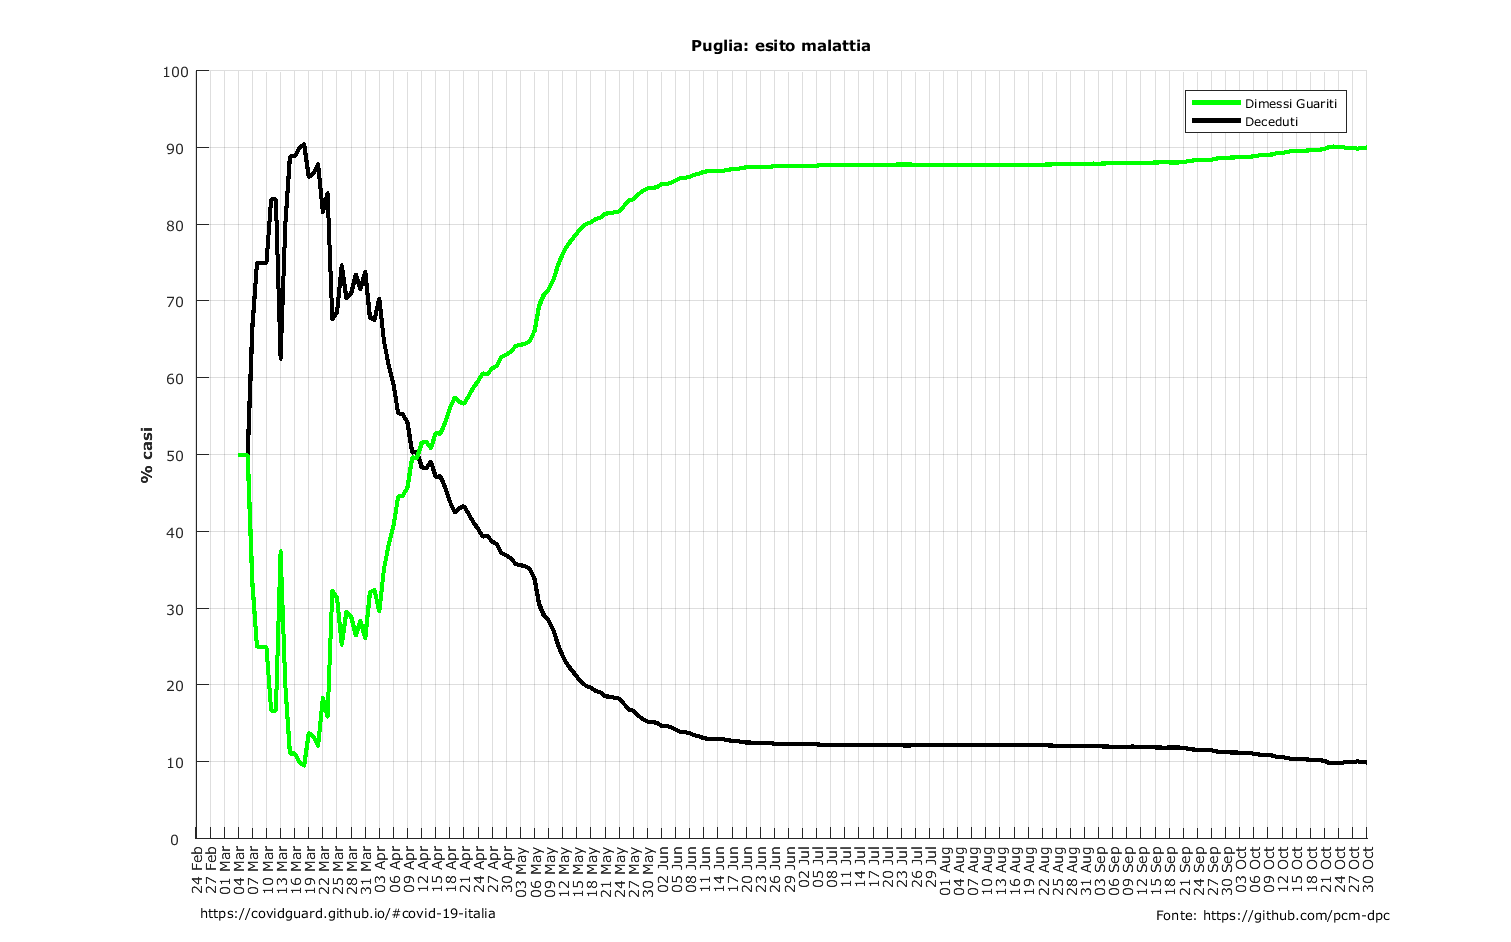 Puglia: esito malattia
100
90
80
70
60
50
40
30
20
10
0
% casi
Dimessi Guariti
Deceduti
24 Feb
27 Feb
01 Mar
04 Mar
07 Mar
10 Mar
13 Mar
16 Mar
19 Mar
22 Mar
25 Mar
28 Mar
31 Mar
03 Apr
06 Apr
09 Apr
12 Apr
15 Apr
18 Apr
21 Apr
24 Apr
27 Apr
30 Apr
03 May
06 May
09 May
12 May
15 May
18 May
21 May
24 May
27 May
30 May
02 Jun
05 Jun
08 Jun
11 Jun
14 Jun
17 Jun
20 Jun
23 Jun
26 Jun
29 Jun
02 Jul
05 Jul
08 Jul
11 Jul
14 Jul
17 Jul
20 Jul
23 Jul
26 Jul
29 Jul
01 Aug
04 Aug
07 Aug
10 Aug
13 Aug
16 Aug
19 Aug
22 Aug
25 Aug
28 Aug
31 Aug
03 Sep
06 Sep
09 Sep
12 Sep
15 Sep
18 Sep
21 Sep
24 Sep
27 Sep
30 Sep
03 Oct
06 Oct
09 Oct
12 Oct
15 Oct
18 Oct
21 Oct
24 Oct
27 Oct
30 Oct
https://covidguard.github.io/#covid-19-italia
Fonte: https://github.com/pcm-dpc